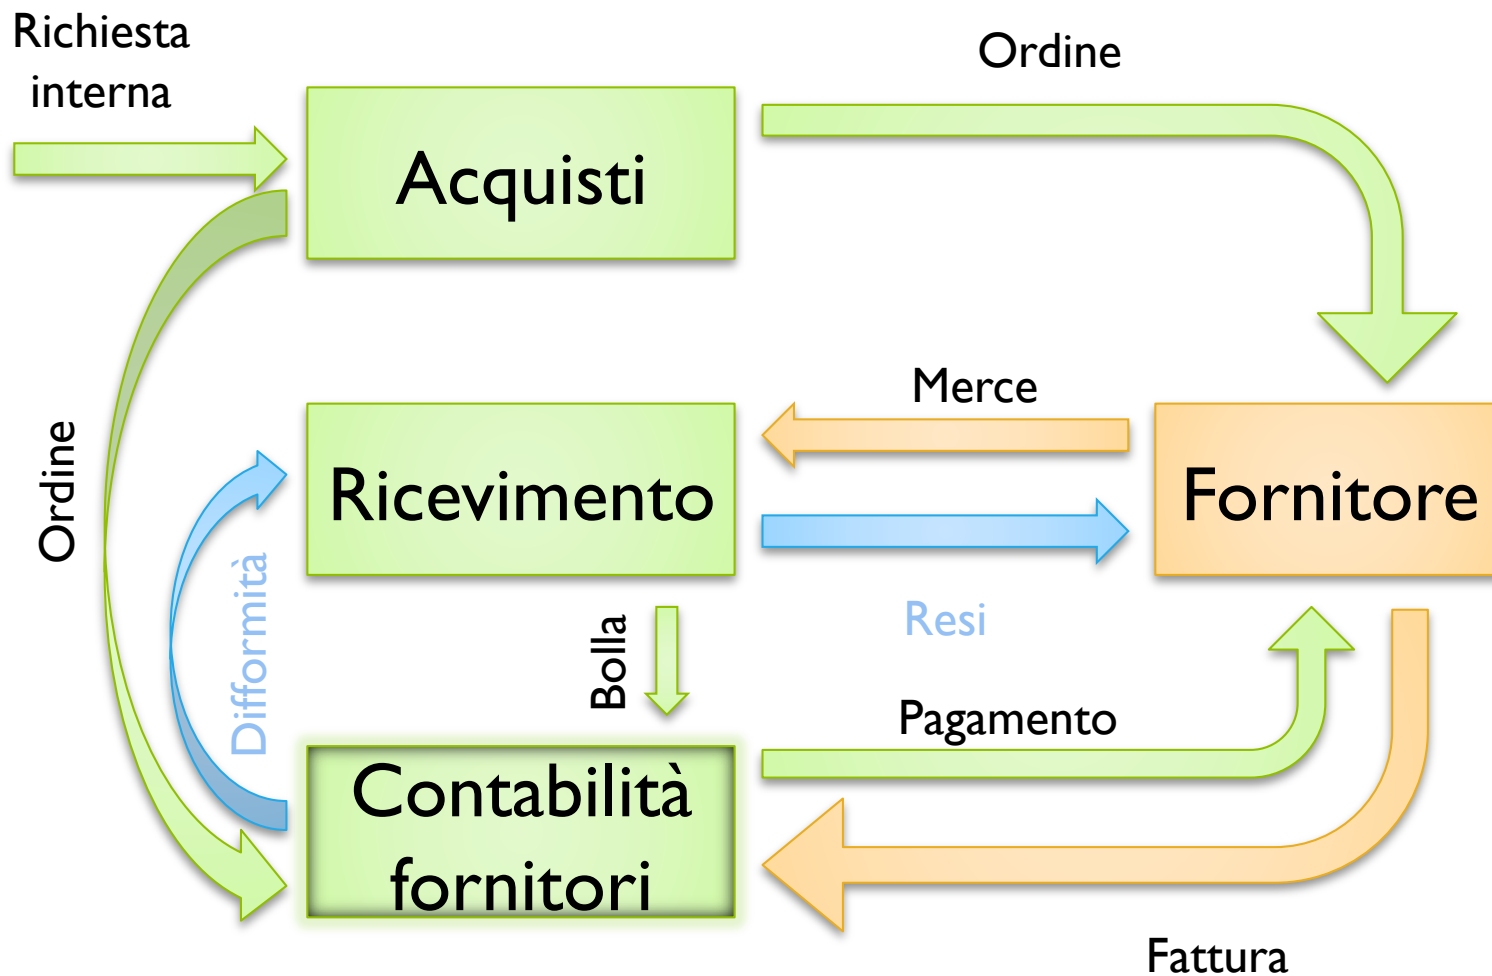 Richiesta
interna
Ordine
Acquisti
Merce
Ordine
Ricevimento
Fornitore
Difformità
Bolla
Resi
Pagamento
Contabilità
fornitori
Fattura